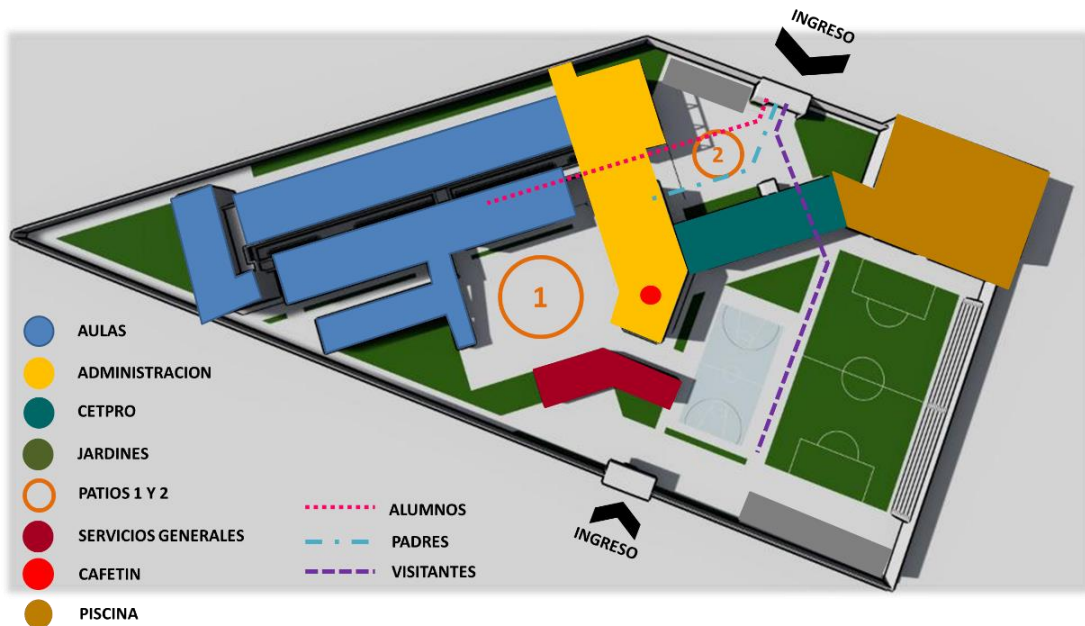 INGRESO
2
1
AULAS
ADMINISTRACION
CETPRO
JARDINES
PATIOS 1 Y 2
SERVICIOS GENERALES
CAFETIN
PISCINA
ALUMNOS
PADRES
VISITANTES
INGRESO